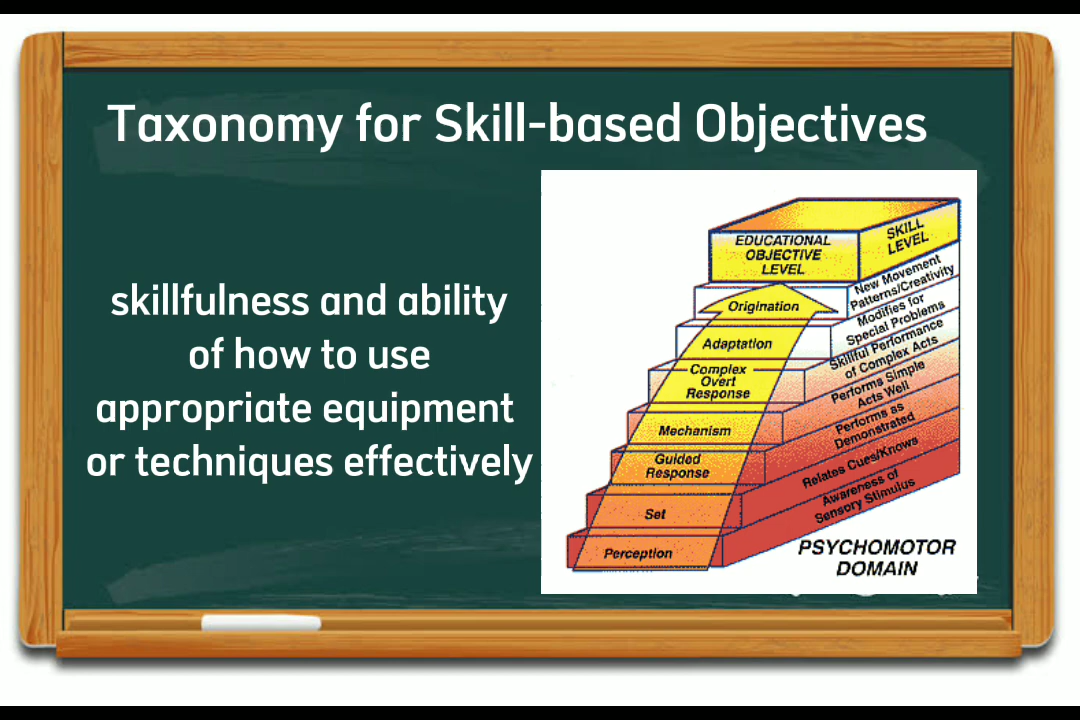 Taxonomy for Skill-based Objectives
skillfulness and ability
of how to use
appropriate equipment
or techniques effectively
EDUCATIONAL
OBJECTIVE
LEVEL
SKILL
LEVEL
Origination
New Movement
Patterns/Creativity
Adaptation
Modifies for
Special Problems
Complex
Overt
Response
Skillful Performance
of Complex Acts
Mechanism
Performs Simple
Acts Well
Guided
Response
Performs as
Demonstrated
Set
Relates Cues/Knows
Perception
Awareness of
Sensory Stimulus
PSYCHOMOTOR
DOMAIN